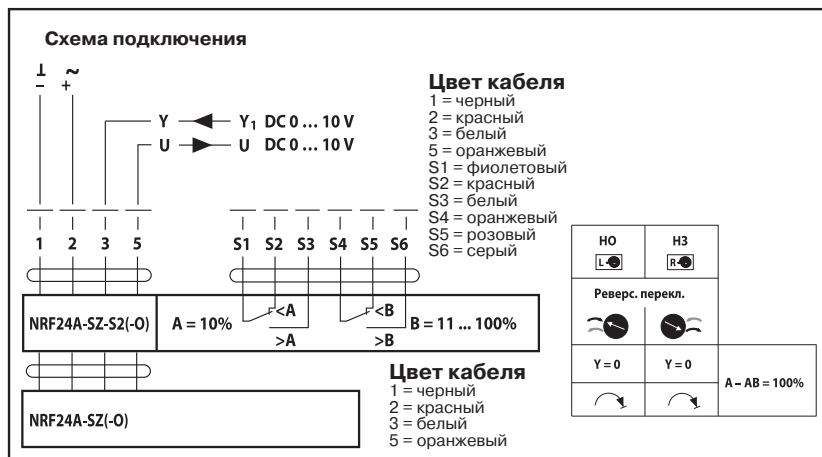 Схема подключения
⊥ ~
– +
Y Y1 DC 0 ... 10 V
U U DC 0 ... 10 V
Цвет кабеля
1 = черный
2 = красный
3 = белый
5 = оранжевый
S1 = фиолетовый
S2 = красный
S3 = белый
S4 = оранжевый
S5 = розовый
S6 = серый
1 2 3 5 S1 S2 S3 S4 S5 S6
NRF24A-SZ-S2(-O) A = 10% <A >A <B >B B = 11 ... 100%
NRF24A-SZ(-O)
Цвет кабеля
1 = черный
2 = красный
3 = белый
5 = оранжевый
НО НЗ
L R
Реверс. перекл.
Y = 0 Y = 0
A – AB = 100%